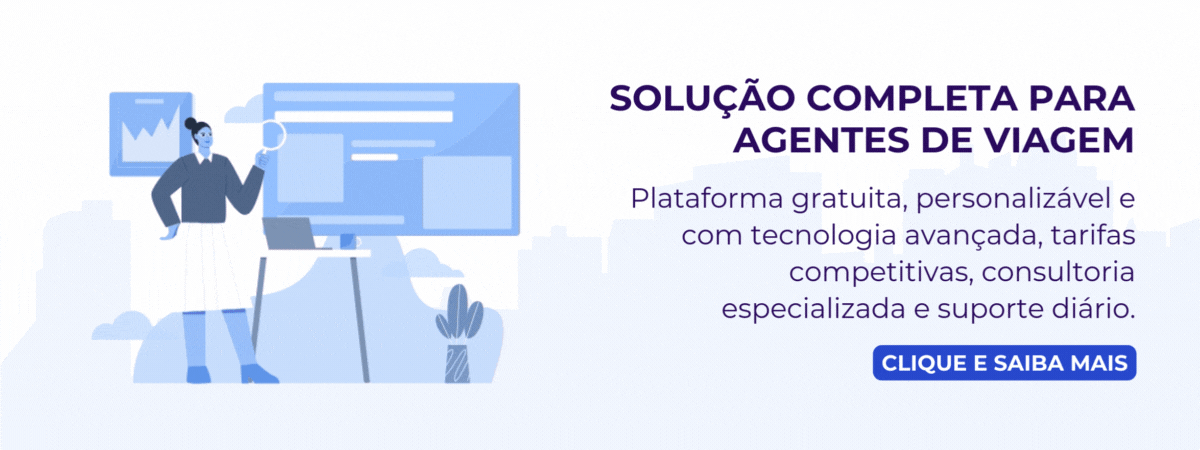 SOLUÇÃO COMPLETA PARA
AGENTES DE VIAGEM
Plataforma gratuita, personalizável e
com tecnologia avançada, tarifas
competitivas, consultoria
especializada e suporte diário.
CLIQUE E SAIBA MAIS